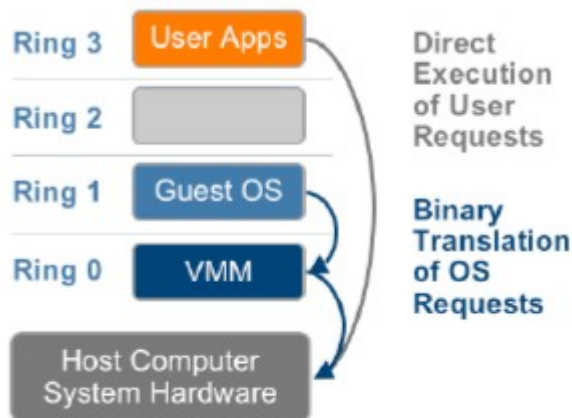 Ring 3
User Apps
Ring 2
Ring 1
Guest OS
Ring 0
VMM
Host Computer
System Hardware
Direct
Execution
of User
Requests
Binary
Translation
of OS
Requests